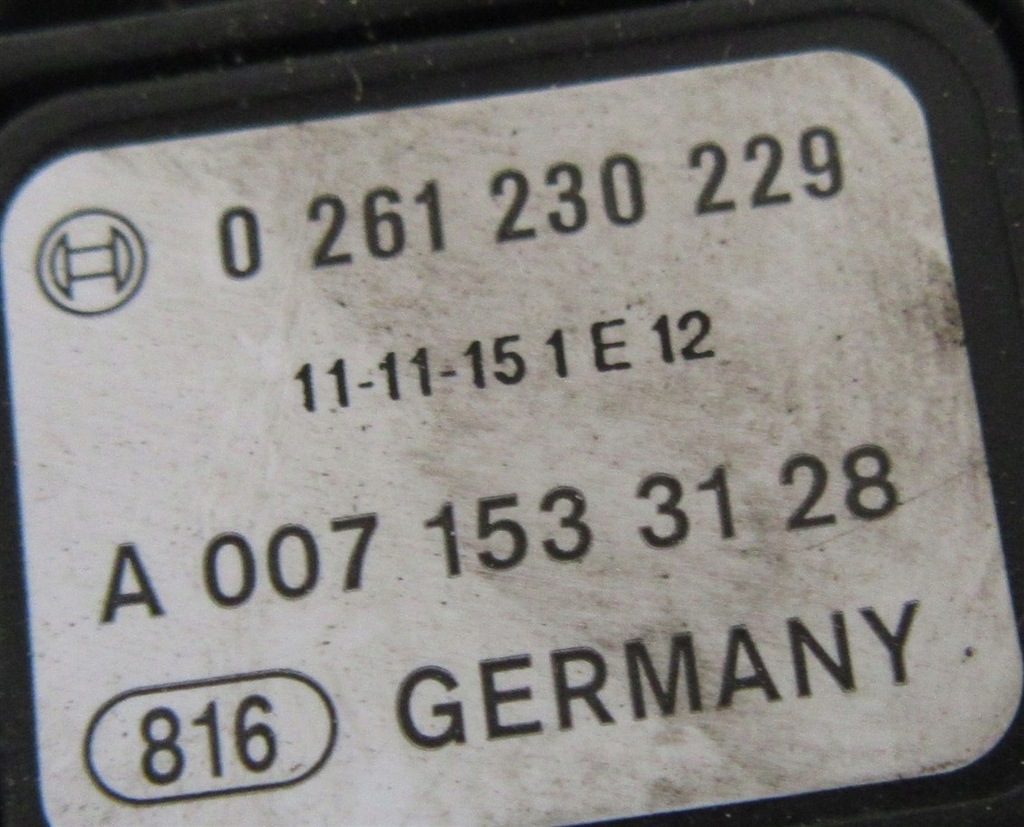 0 261 230 229
11-11-15 1 E 12
A 007 153 31 28
816 GERMANY